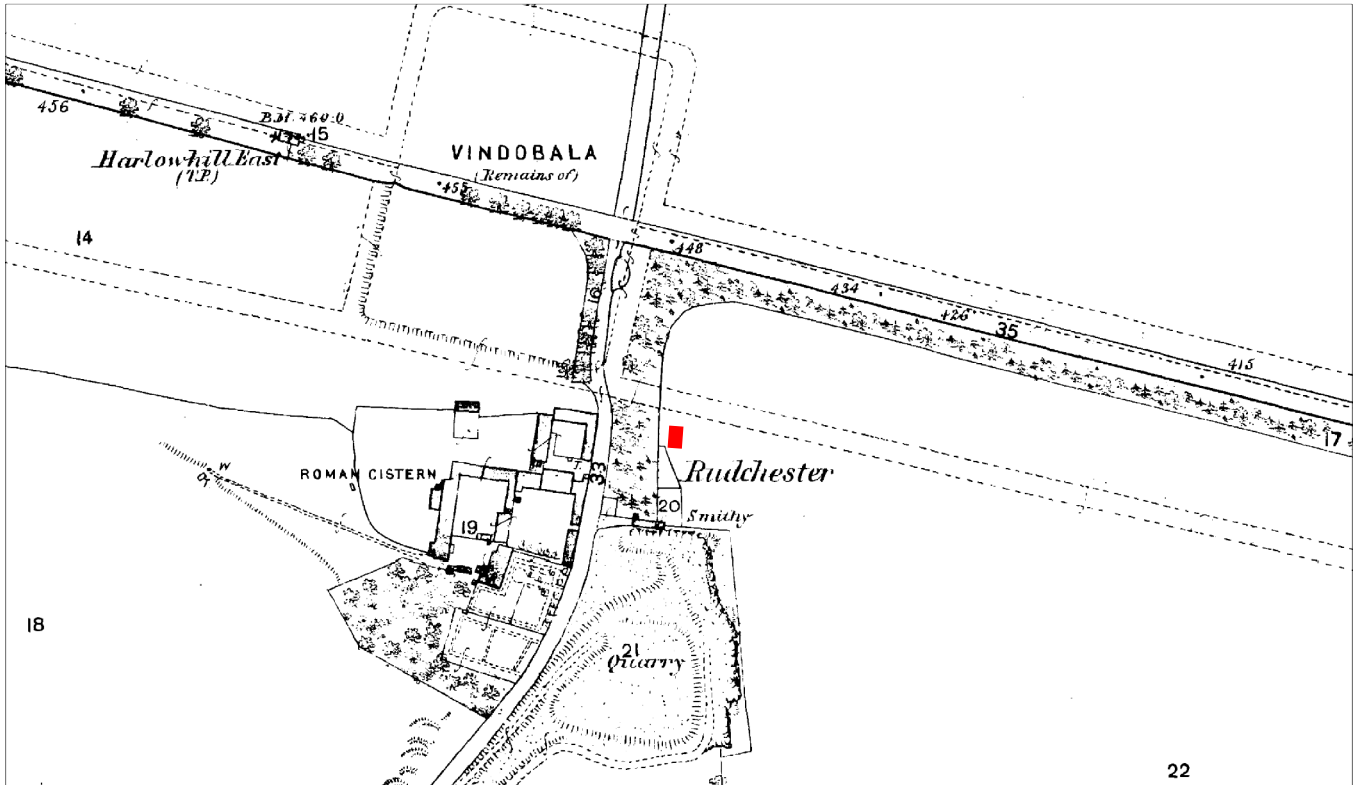 456
B.M. 460.0
15
Harlowhill East
(T.P.)
VINDOBALA
(Remains of)
455
14
448
434
426
35
415
16
17
ROMAN CISTERN
33
Rudchester
W
19
20
Smithy
18
21
Quarry
22